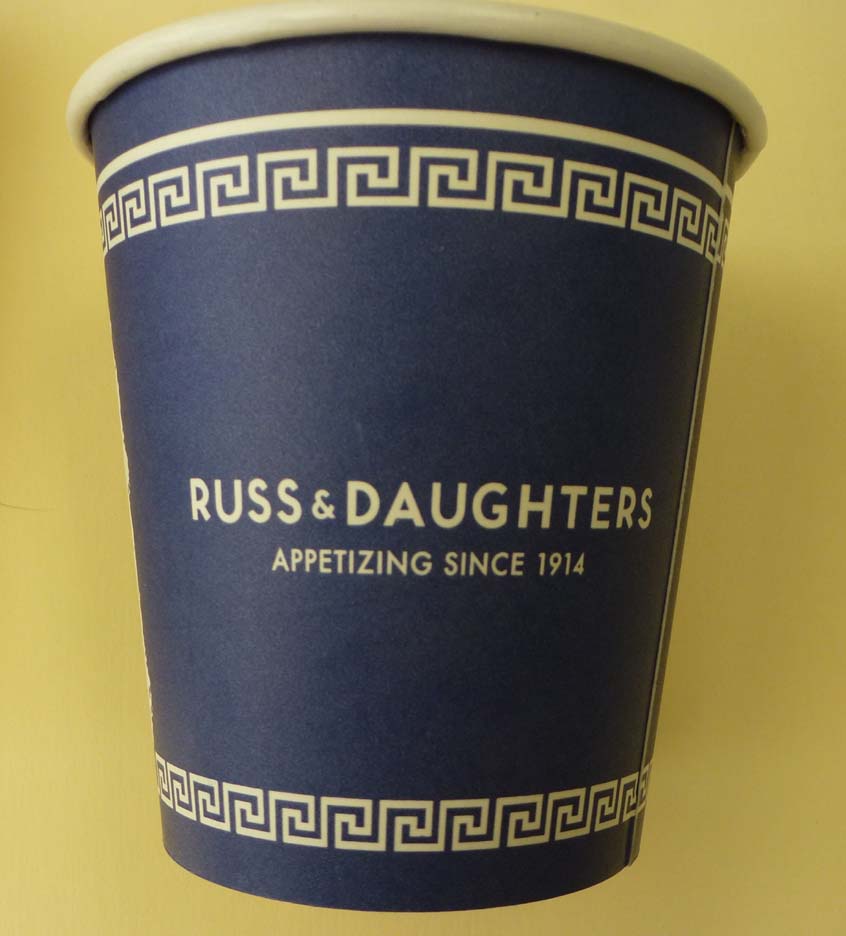 RUSS & DAUGHTERS
APPETIZING SINCE 1914